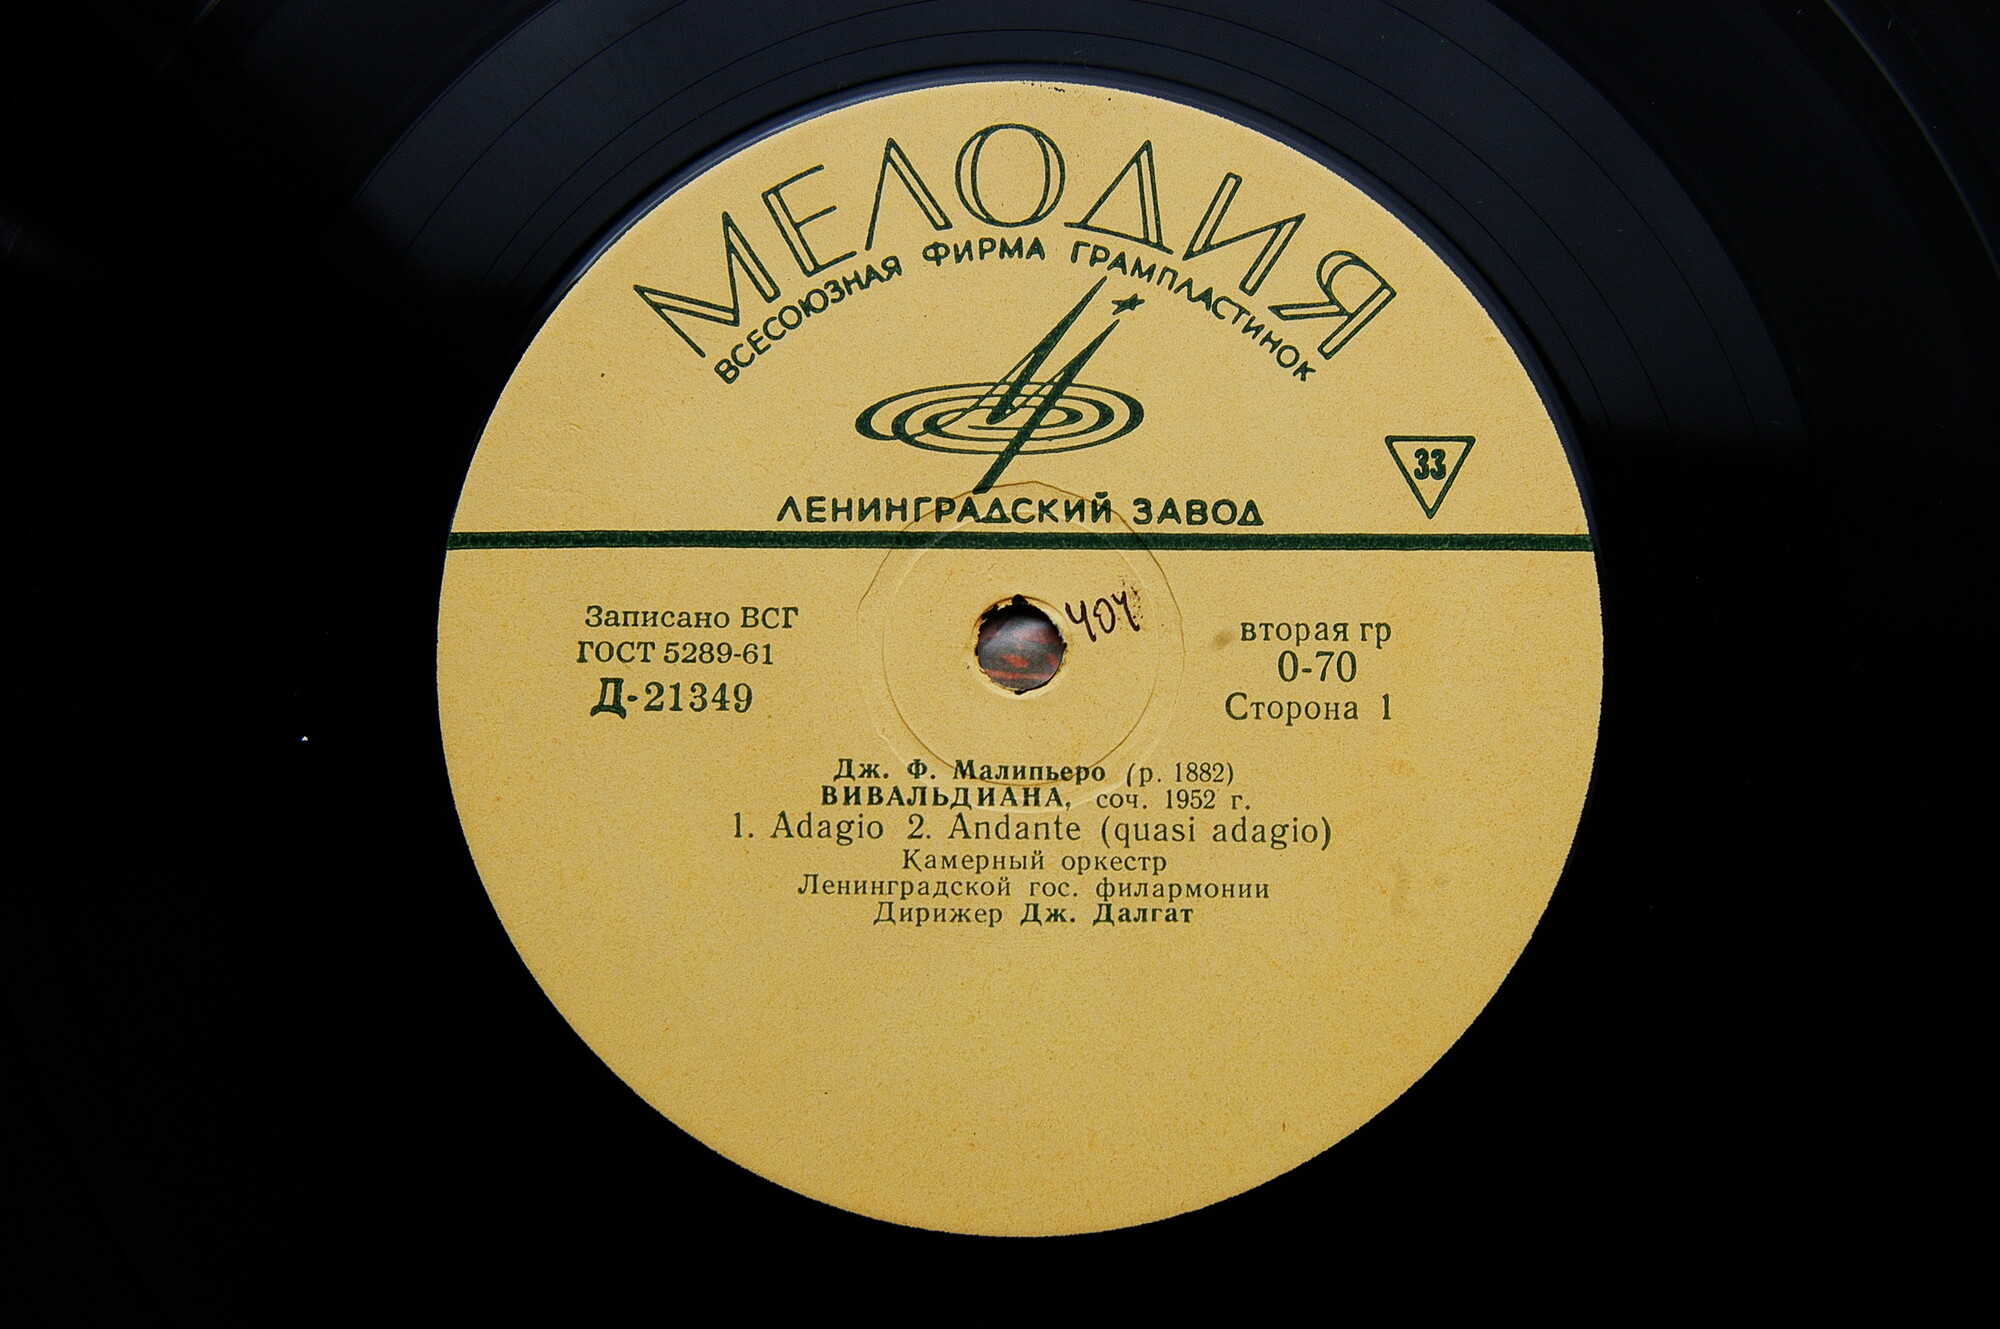 МЕЛОДИЯ
ВСЕСОЮЗНАЯ ФИРМА ГРАМПЛАСТИНОК
33
ЛЕНИНГРАДСКИЙ ЗАВОД
Записано ВСГ
ГОСТ 5289-61
Д-21349
404
вторая гр
0-70
Сторона 1
Дж. Ф. Малипьеро (р. 1882)
ВИВАЛЬДИАНА, соч. 1952 г.
1. Adagio 2. Andante (quasi adagio)
Камерный оркестр
Ленинградской гос. филармонии
Дирижер Дж. Далгат